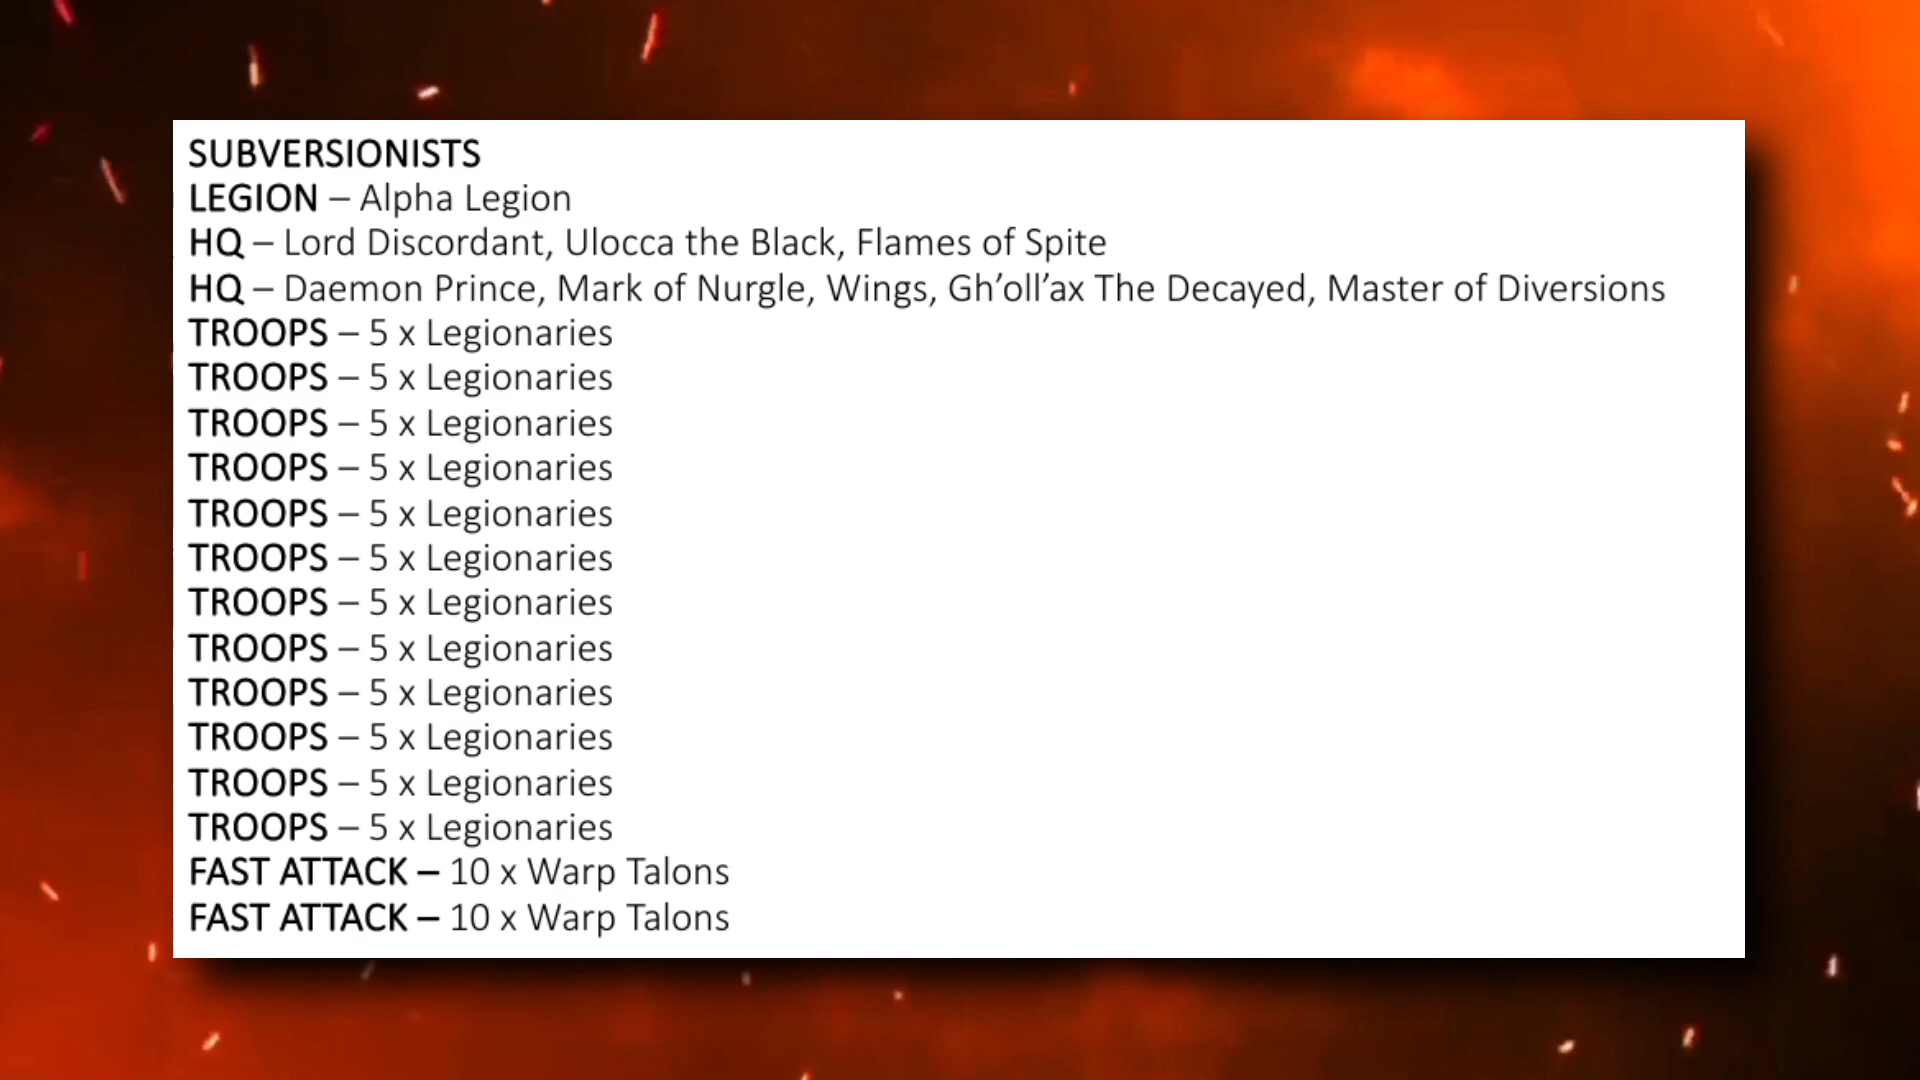 SUBVERSIONISTS
LEGION – Alpha Legion
HQ – Lord Discordant, Ulocca the Black, Flames of Spite
HQ – Daemon Prince, Mark of Nurgle, Wings, Gh’oll’ax The Decayed, Master of Diversions
TROOPS – 5 x Legionaries
TROOPS – 5 x Legionaries
TROOPS – 5 x Legionaries
TROOPS – 5 x Legionaries
TROOPS – 5 x Legionaries
TROOPS – 5 x Legionaries
TROOPS – 5 x Legionaries
TROOPS – 5 x Legionaries
TROOPS – 5 x Legionaries
TROOPS – 5 x Legionaries
TROOPS – 5 x Legionaries
TROOPS – 5 x Legionaries
FAST ATTACK – 10 x Warp Talons
FAST ATTACK – 10 x Warp Talons